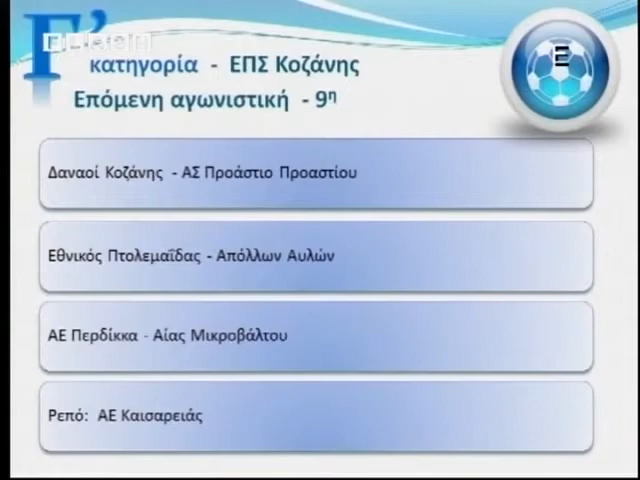 Γ' κατηγορία - ΕΠΣ Κοζάνης
Επόμενη αγωνιστική - 9η
Δαναοί Κοζάνης - ΑΣ Προάστιο Προαστίου
Εθνικός Πτολεμαΐδας - Απόλλων Αυλών
ΑΕ Περδίκκα - Αίας Μικροβάλτου
Ρεπό: ΑΕ Καισαρειάς